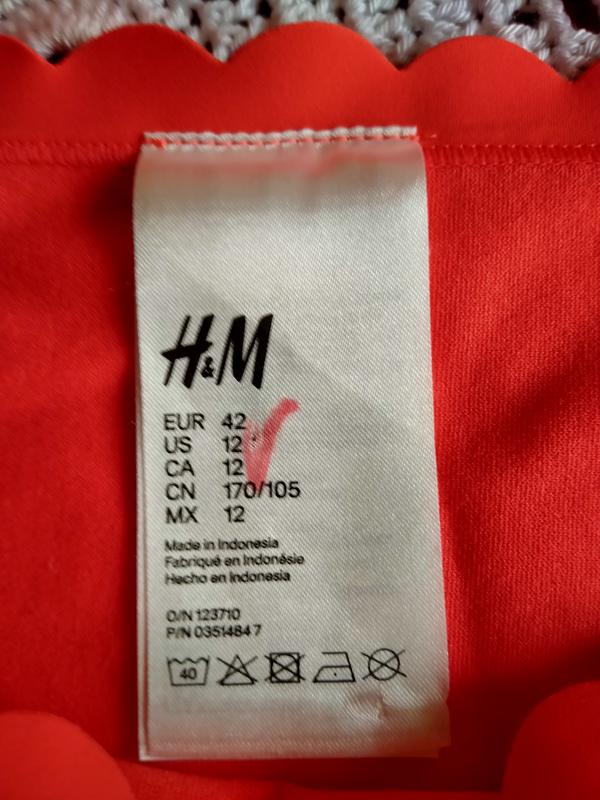 H&M
EUR 42
US 12
CA 12
CN 170/105
MX 12
Made in Indonesia
Fabriqué en Indonésie
Hecho en Indonesia
O/N 123710
P/N 0351484 7
40